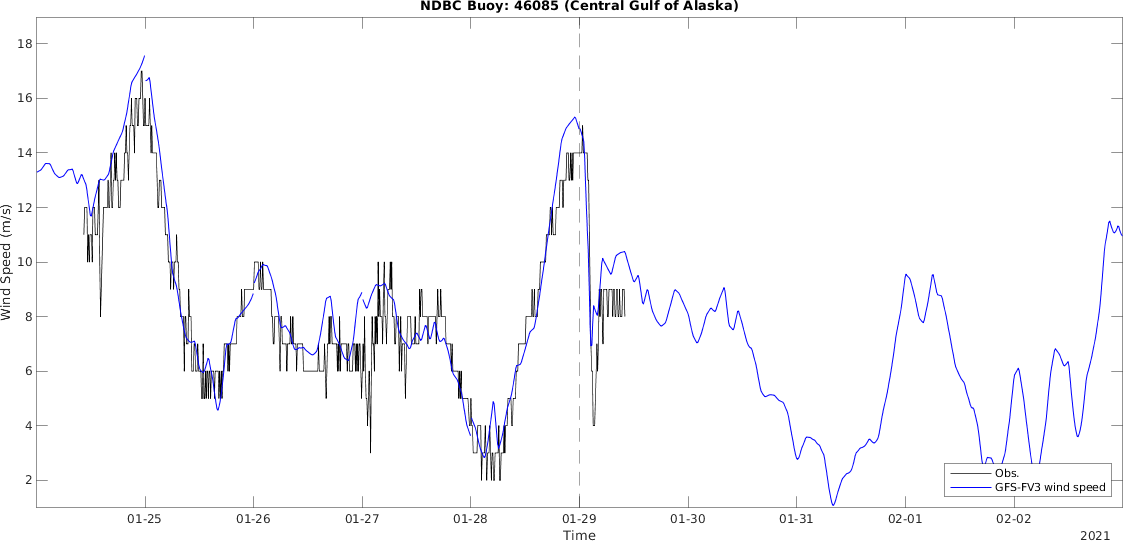 NDBC Buoy: 46085 (Central Gulf of Alaska)
18
16
14
12
10
8
6
4
2
Wind Speed (m/s)
01-25 01-26 01-27 01-28 01-29 01-30 01-31 02-01 02-02
Time
2021
Obs.
GFS-FV3 wind speed